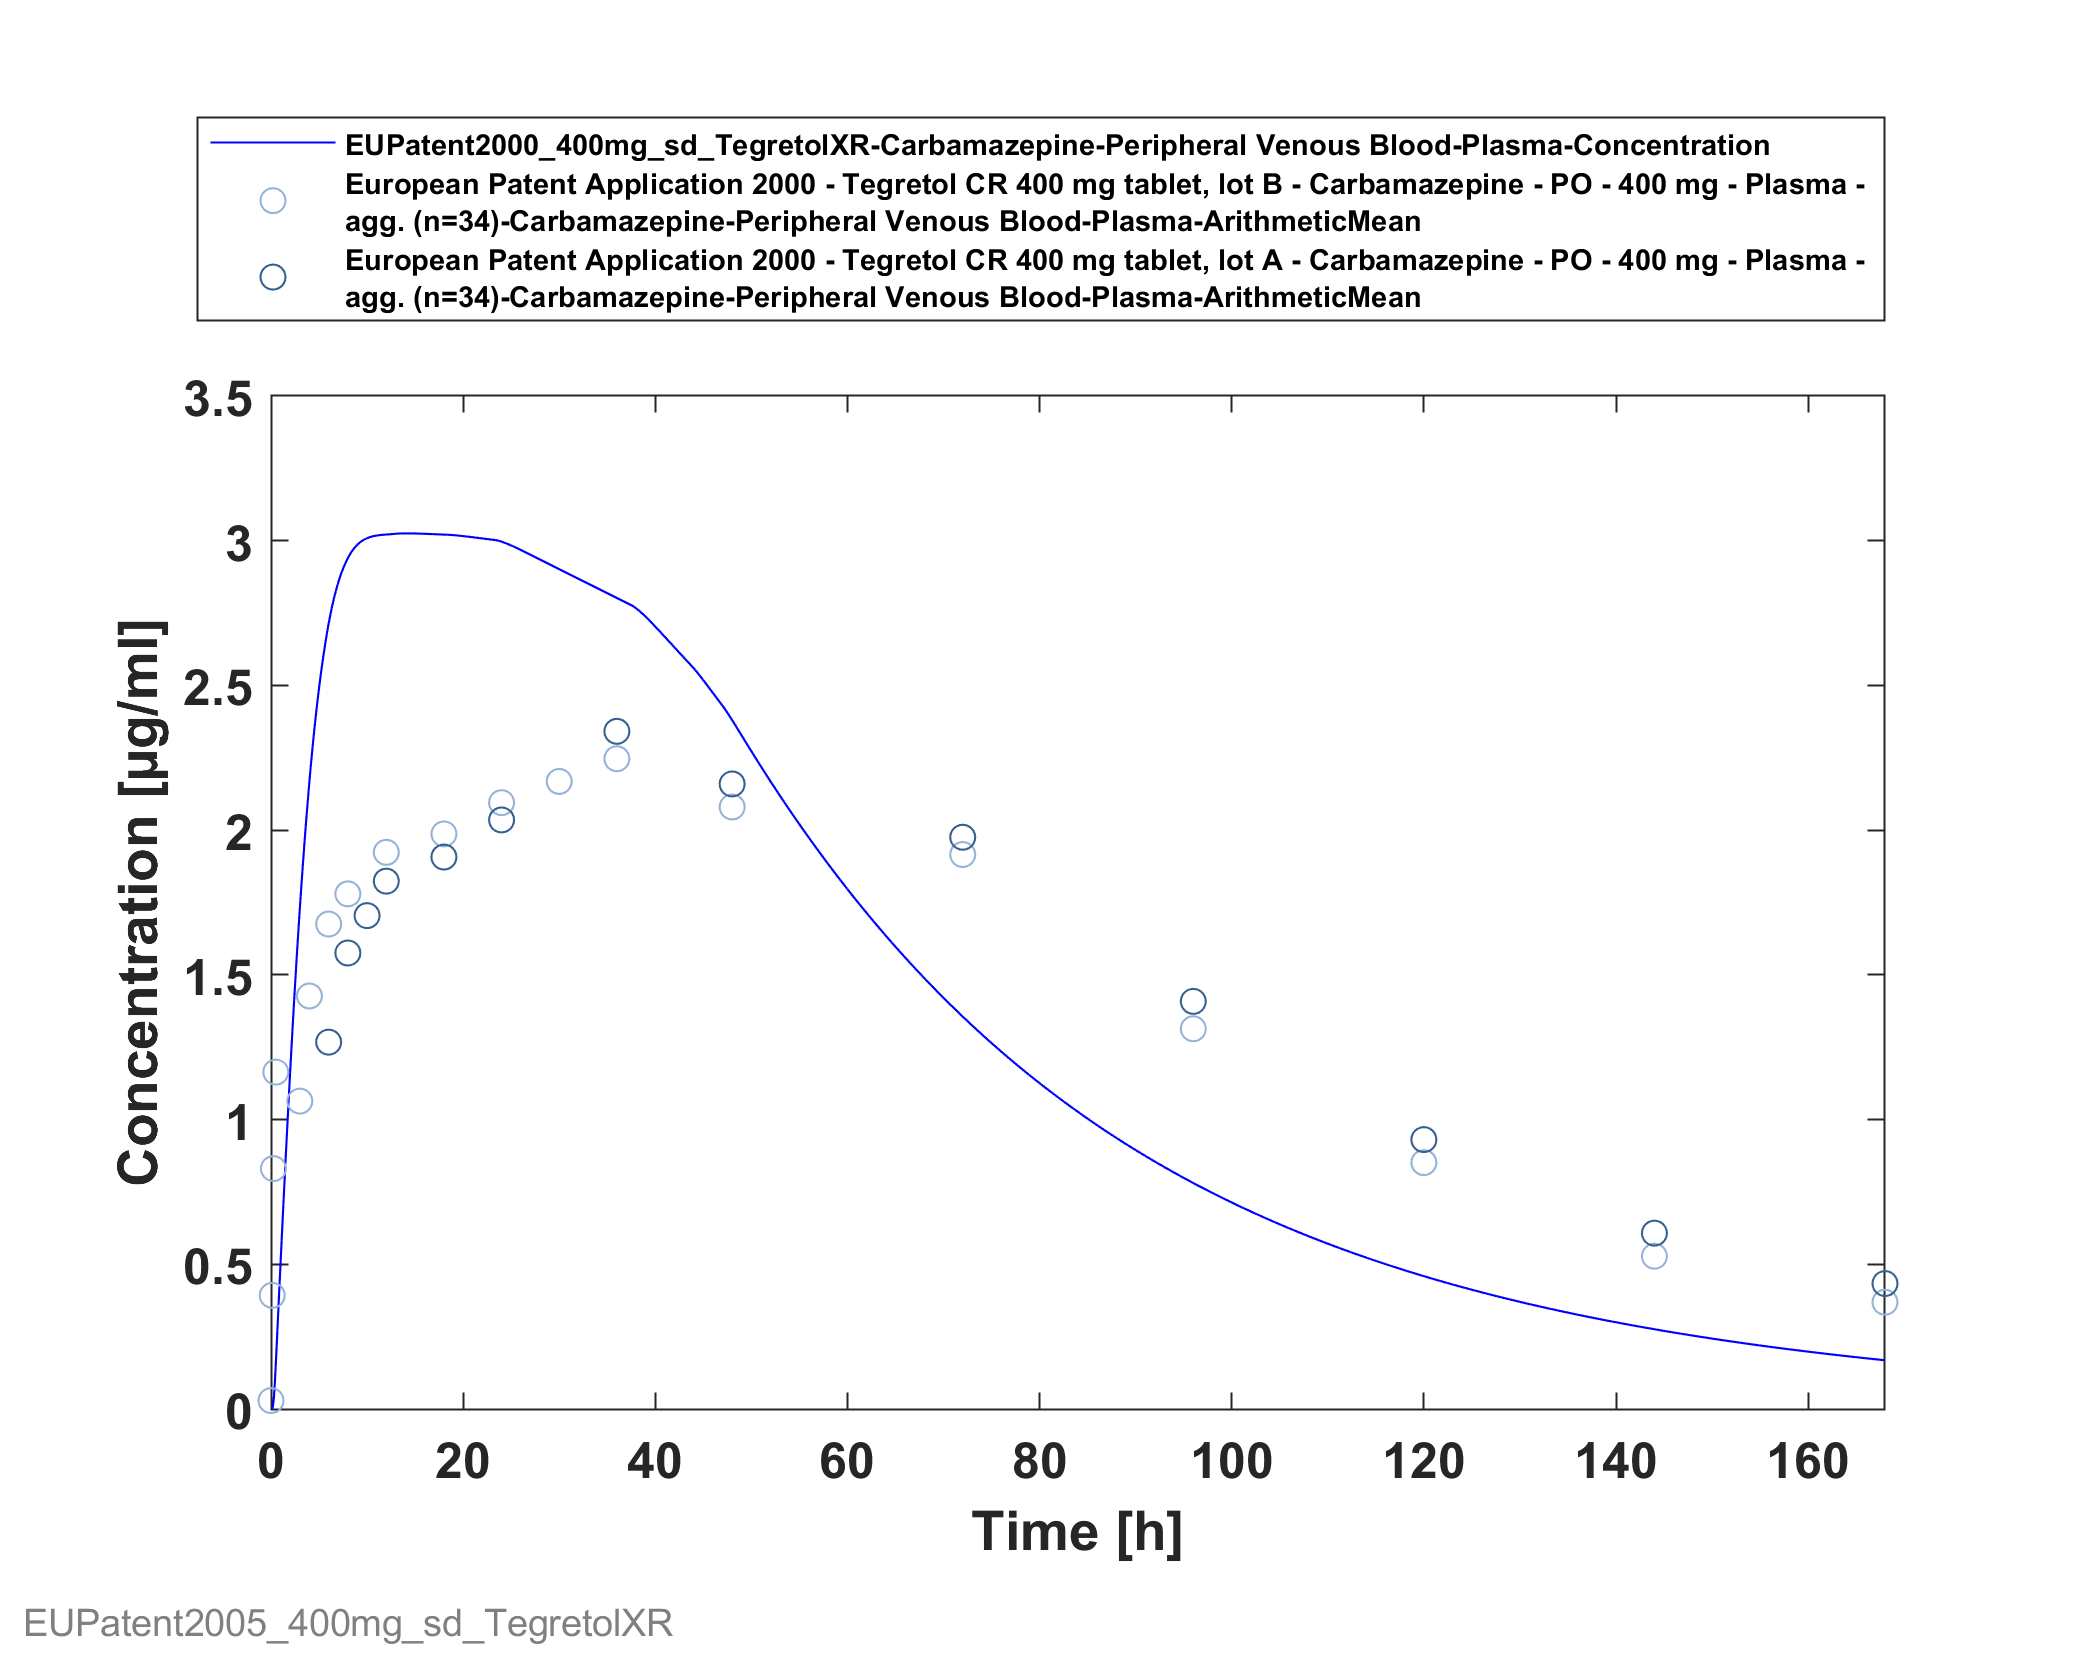 EUPatent2000_400mg_sd_TegretolXR-Carbamazepine-Peripheral Venous Blood-Plasma-Concentration
European Patent Application 2000 - Tegretol CR 400 mg tablet, lot B - Carbamazepine - PO - 400 mg - Plasma -
agg. (n=34)-Carbamazepine-Peripheral Venous Blood-Plasma-ArithmeticMean
European Patent Application 2000 - Tegretol CR 400 mg tablet, lot A - Carbamazepine - PO - 400 mg - Plasma -
agg. (n=34)-Carbamazepine-Peripheral Venous Blood-Plasma-ArithmeticMean
3.5
3
2.5
2
1.5
1
0.5
0
Concentration [µg/ml]
0 20 40 60 80 100 120 140 160
Time [h]
EUPatent2005_400mg_sd_TegretolXR